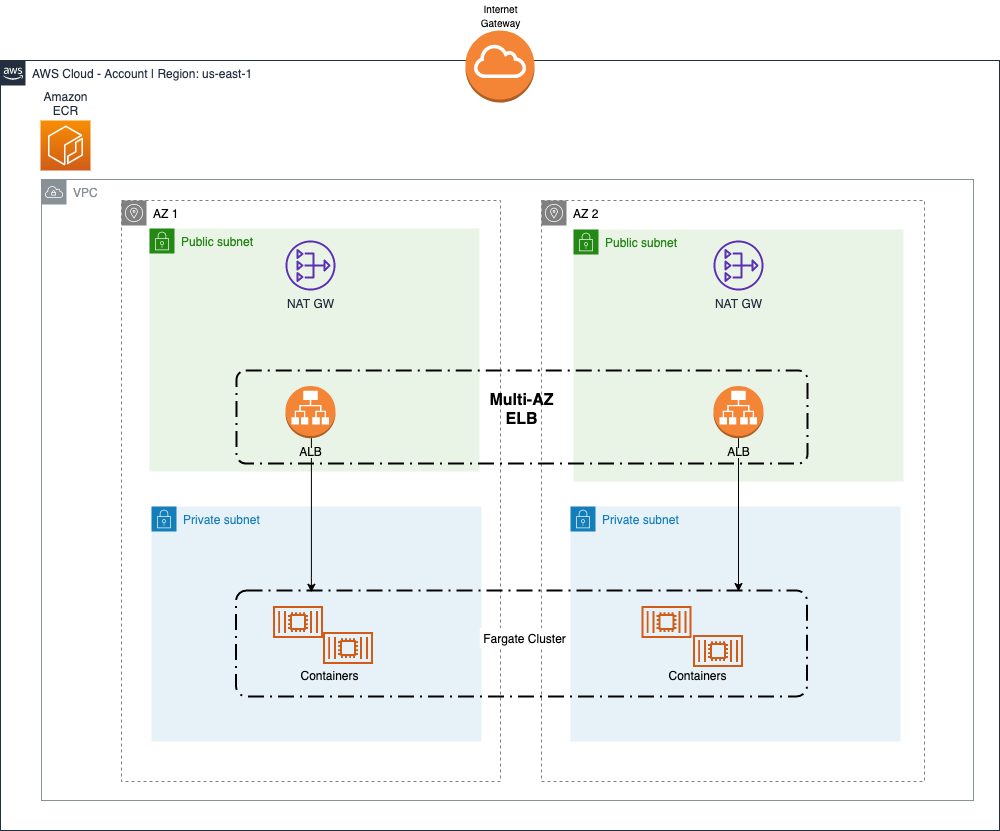 Internet
Gateway
aws
AWS Cloud - Account | Region: us-east-1
Amazon
ECR
VPC
AZ 1
AZ 2
Public subnet
Public subnet
NAT GW
NAT GW
Multi-AZ
ELB
ALB
ALB
Private subnet
Private subnet
Fargate Cluster
Containers
Containers